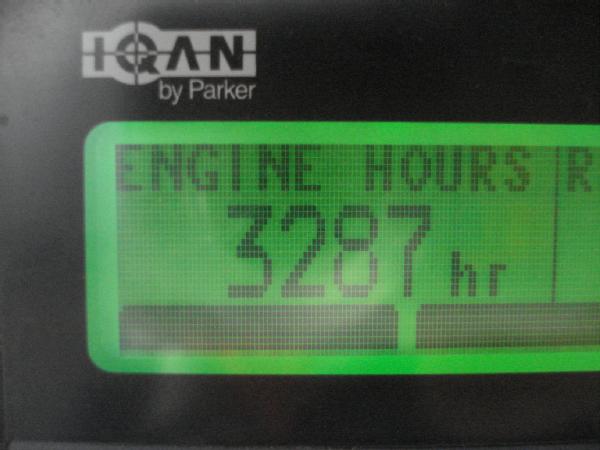 IQAN
by Parker
ENGINE HOURS R
3287 hr